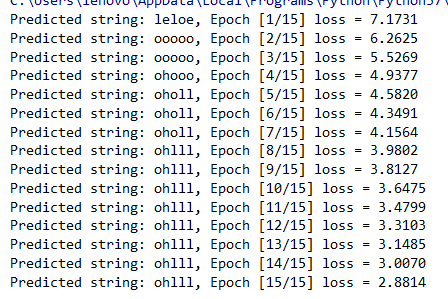 C:\Users\lenovo\AppData\Local\Programs\Python\Python37\
Predicted string: leloe, Epoch [1/15] loss = 7.1731
Predicted string: ooooo, Epoch [2/15] loss = 6.2625
Predicted string: ooooo, Epoch [3/15] loss = 5.5269
Predicted string: ohooo, Epoch [4/15] loss = 4.9377
Predicted string: oholl, Epoch [5/15] loss = 4.5820
Predicted string: oholl, Epoch [6/15] loss = 4.3491
Predicted string: oholl, Epoch [7/15] loss = 4.1564
Predicted string: ohlll, Epoch [8/15] loss = 3.9802
Predicted string: ohlll, Epoch [9/15] loss = 3.8127
Predicted string: ohlll, Epoch [10/15] loss = 3.6475
Predicted string: ohlll, Epoch [11/15] loss = 3.4799
Predicted string: ohlll, Epoch [12/15] loss = 3.3103
Predicted string: ohlll, Epoch [13/15] loss = 3.1485
Predicted string: ohlll, Epoch [14/15] loss = 3.0070
Predicted string: ohlll, Epoch [15/15] loss = 2.8814